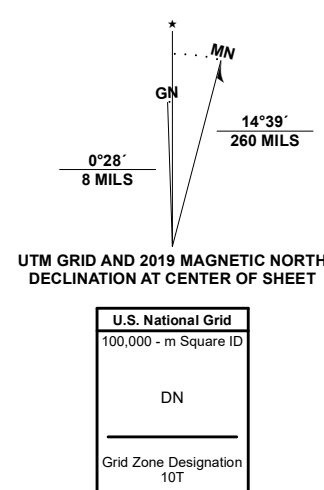 ★
MN
GN
14°39´
260 MILS
0°28´
8 MILS
UTM GRID AND 2019 MAGNETIC NORTH
DECLINATION AT CENTER OF SHEET
U.S. National Grid
100,000 - m Square ID
DN
Grid Zone Designation
10T